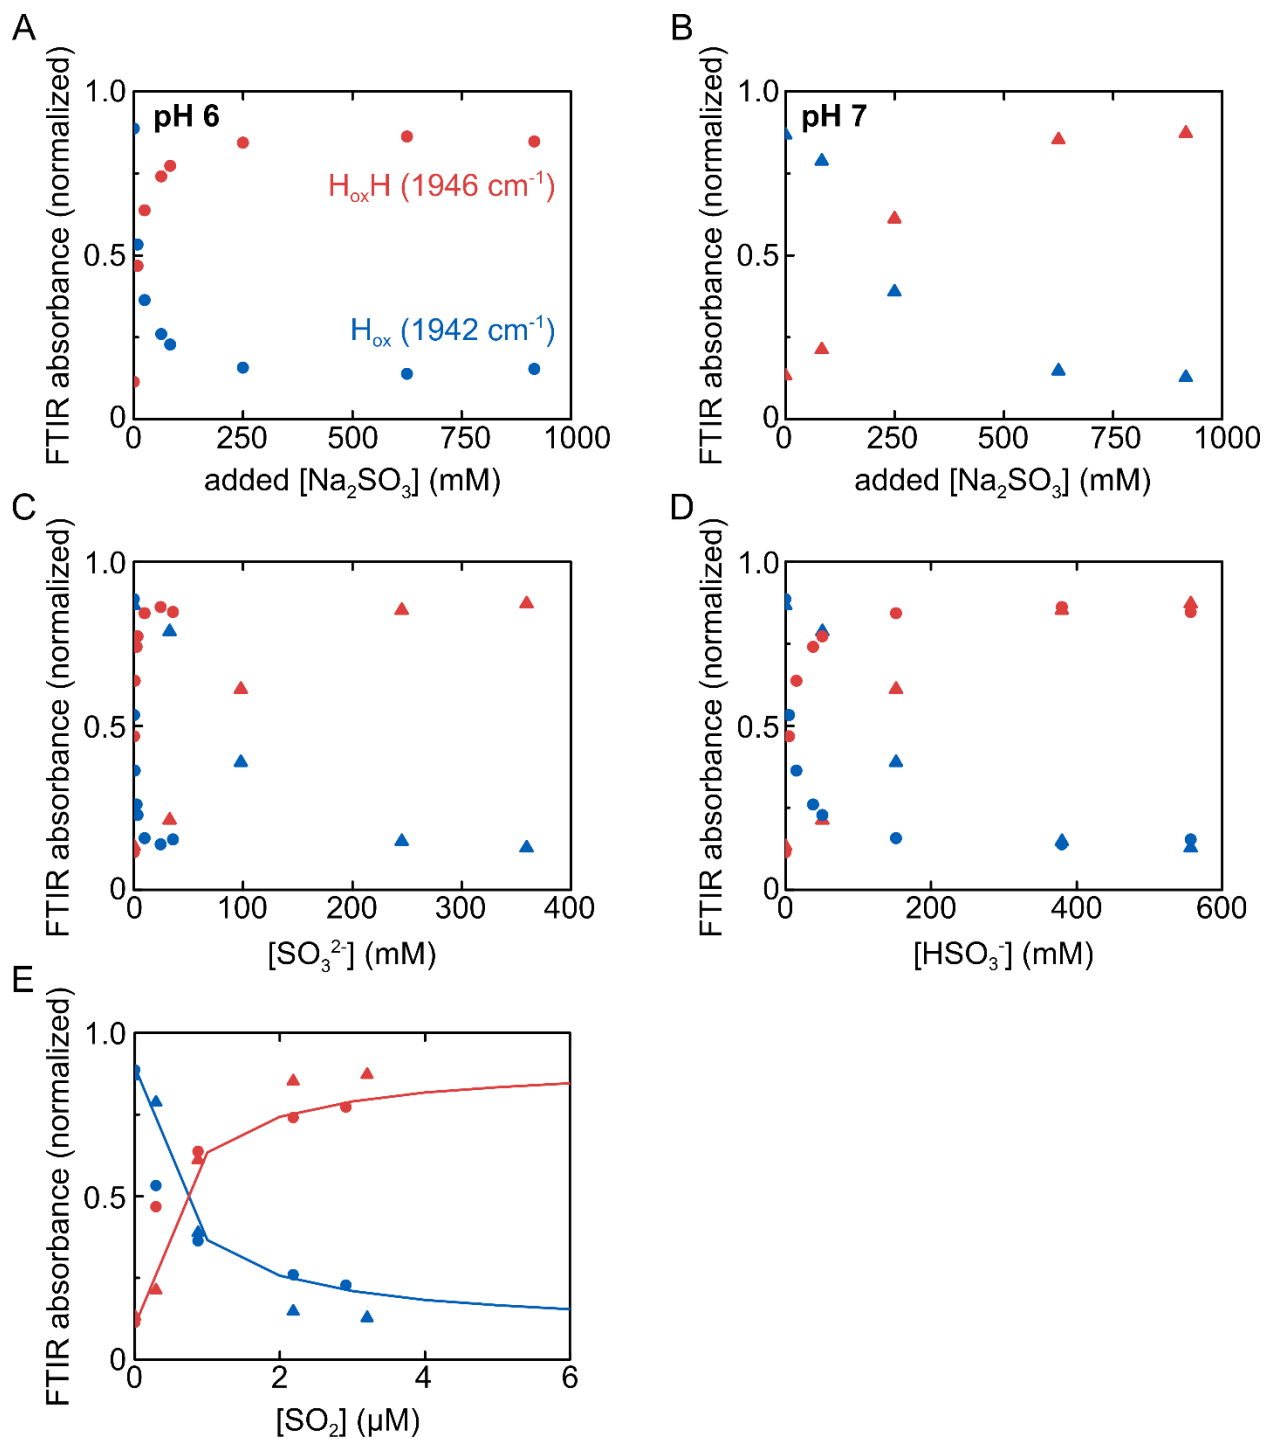 A
FTIR absorbance (normalized)
1.0
0.5
0
pH 6
HoxH (1946 cm-1)
Hox (1942 cm-1)
0 250 500 750 1000
added [Na2SO3] (mM)
B
FTIR absorbance (normalized)
1.0
0.5
0
pH 7
0 250 500 750 1000
added [Na2SO3] (mM)
C
FTIR absorbance (normalized)
1.0
0.5
0
0 100 200 300 400
[SO32-] (mM)
D
FTIR absorbance (normalized)
1.0
0.5
0
0 200 400 600
[HSO3-] (mM)
E
FTIR absorbance (normalized)
1.0
0.5
0
0 2 4 6
[SO2] (µM)